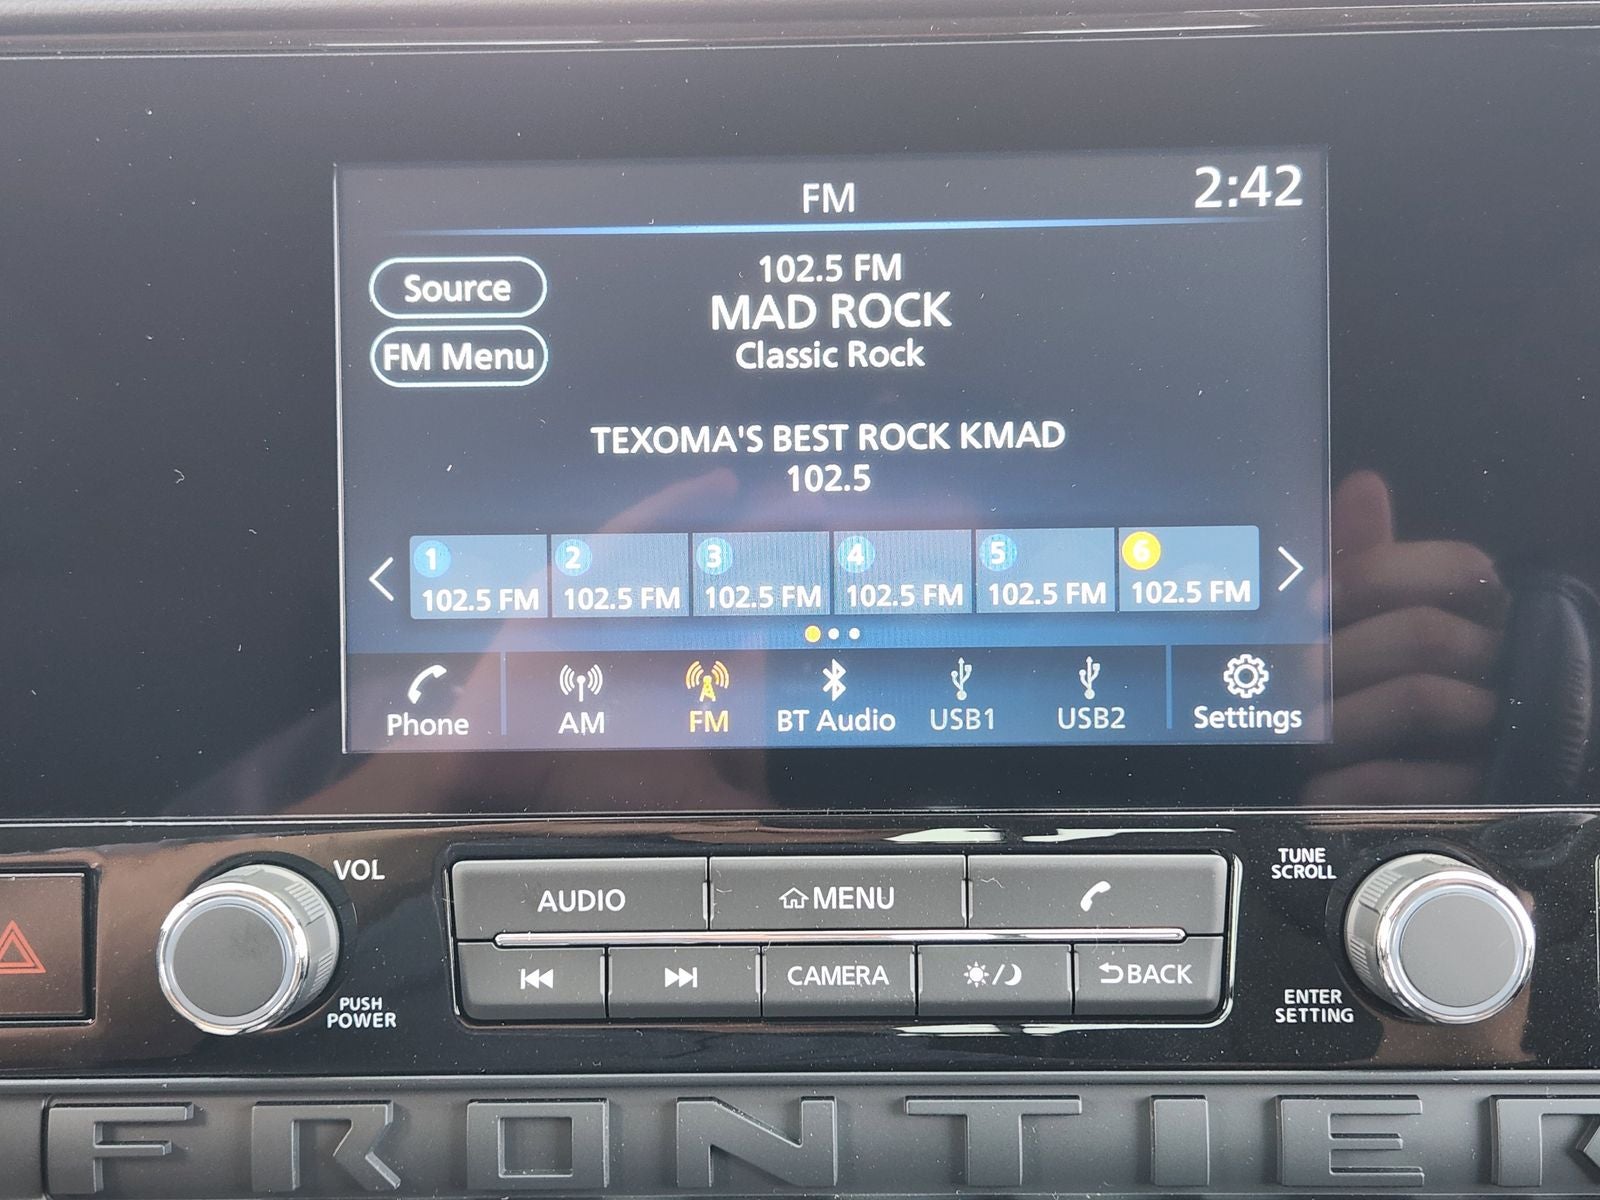 FM
2:42
Source
FM Menu
102.5 FM
MAD ROCK
Classic Rock
TEXOMA'S BEST ROCK KMAD
102.5
1 2 3 4 5 6
102.5 FM 102.5 FM 102.5 FM 102.5 FM 102.5 FM 102.5 FM
Phone AM FM BT Audio USB1 USB2 Settings
VOL
PUSH
POWER
AUDIO MENU
CAMERA BACK
TUNE
SCROLL
ENTER
SETTING
FRONTIER